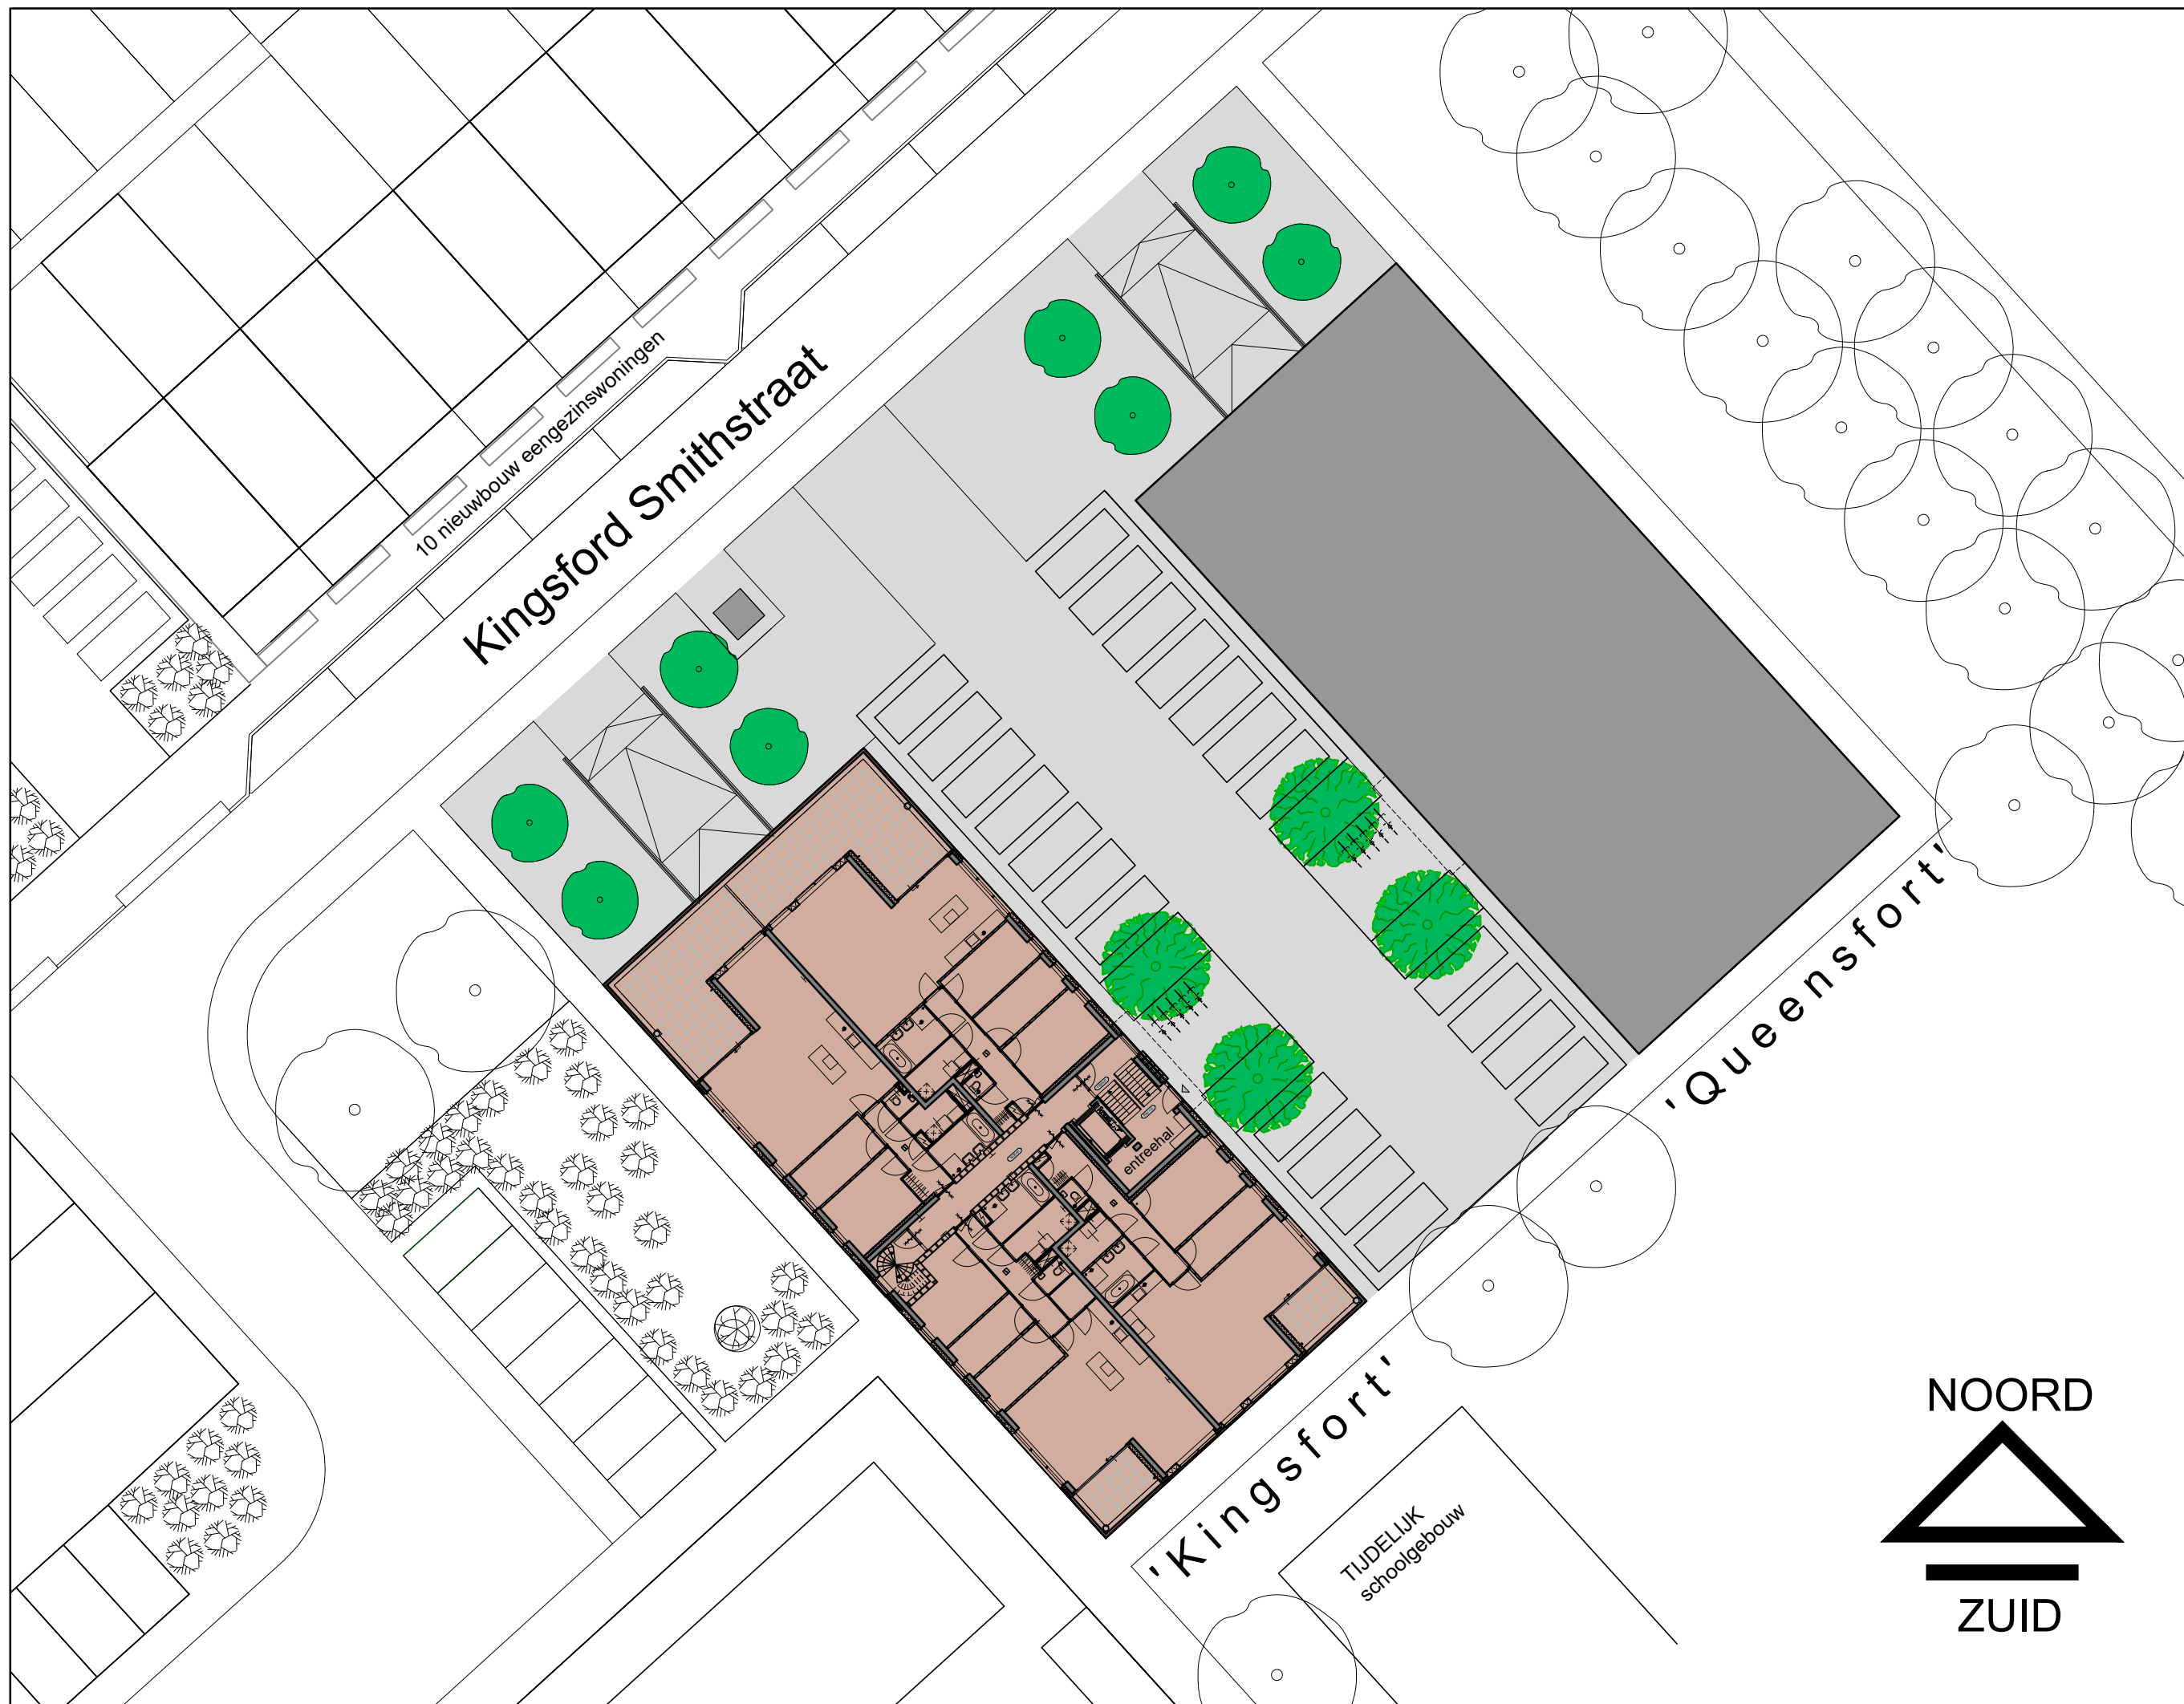 10 nieuwbouw eengezinswoningen
Kingsford Smithstraat
'Queensfort'
entreehal
'Kingsfort'
TIJDELIJK
schoolgebouw
NOORD
ZUID